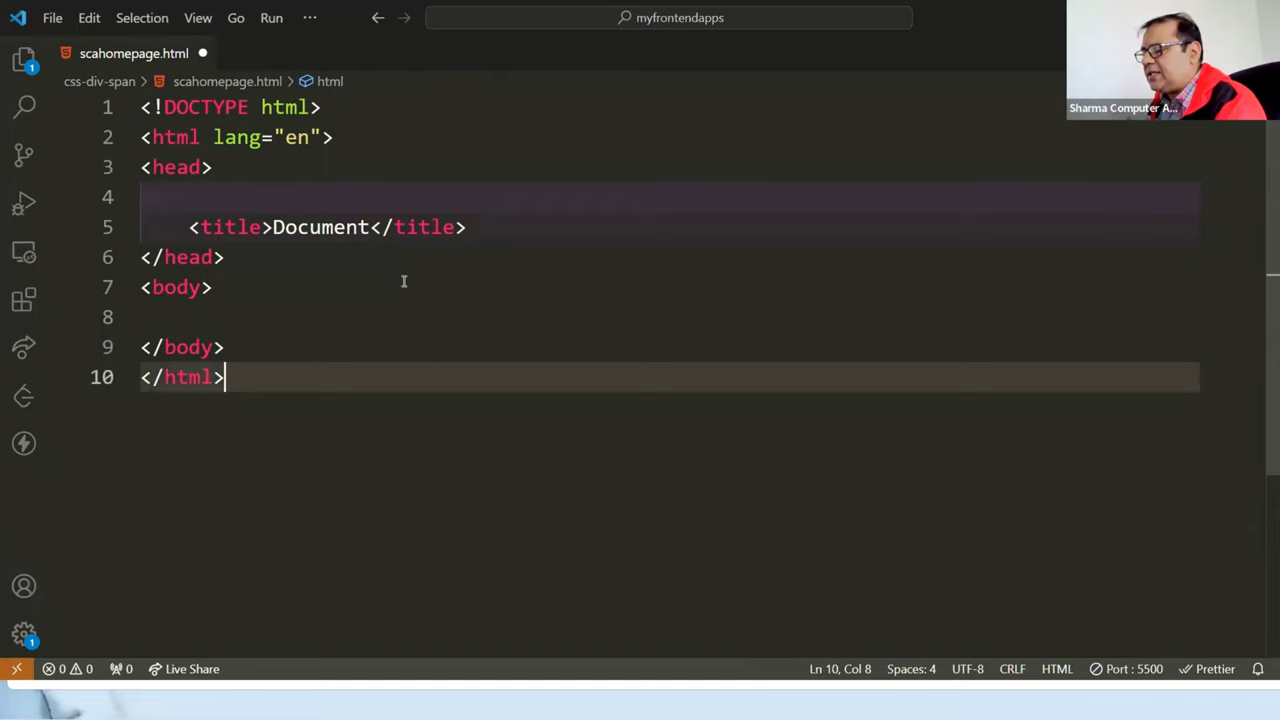 File Edit Selection View Go Run ··· myfrontendapps
scahomepage.html
css-div-span > scahomepage.html > html
1 <!DOCTYPE html>
2 <html lang="en">
3 <head>
4
5 <title>Document</title>
6 </head>
7 <body>
8
9 </body>
10 </html>
Sharma Computer A...
1
1
0 0 0 Live Share Ln 10, Col 8 Spaces: 4 UTF-8 CRLF HTML Port : 5500 Prettier